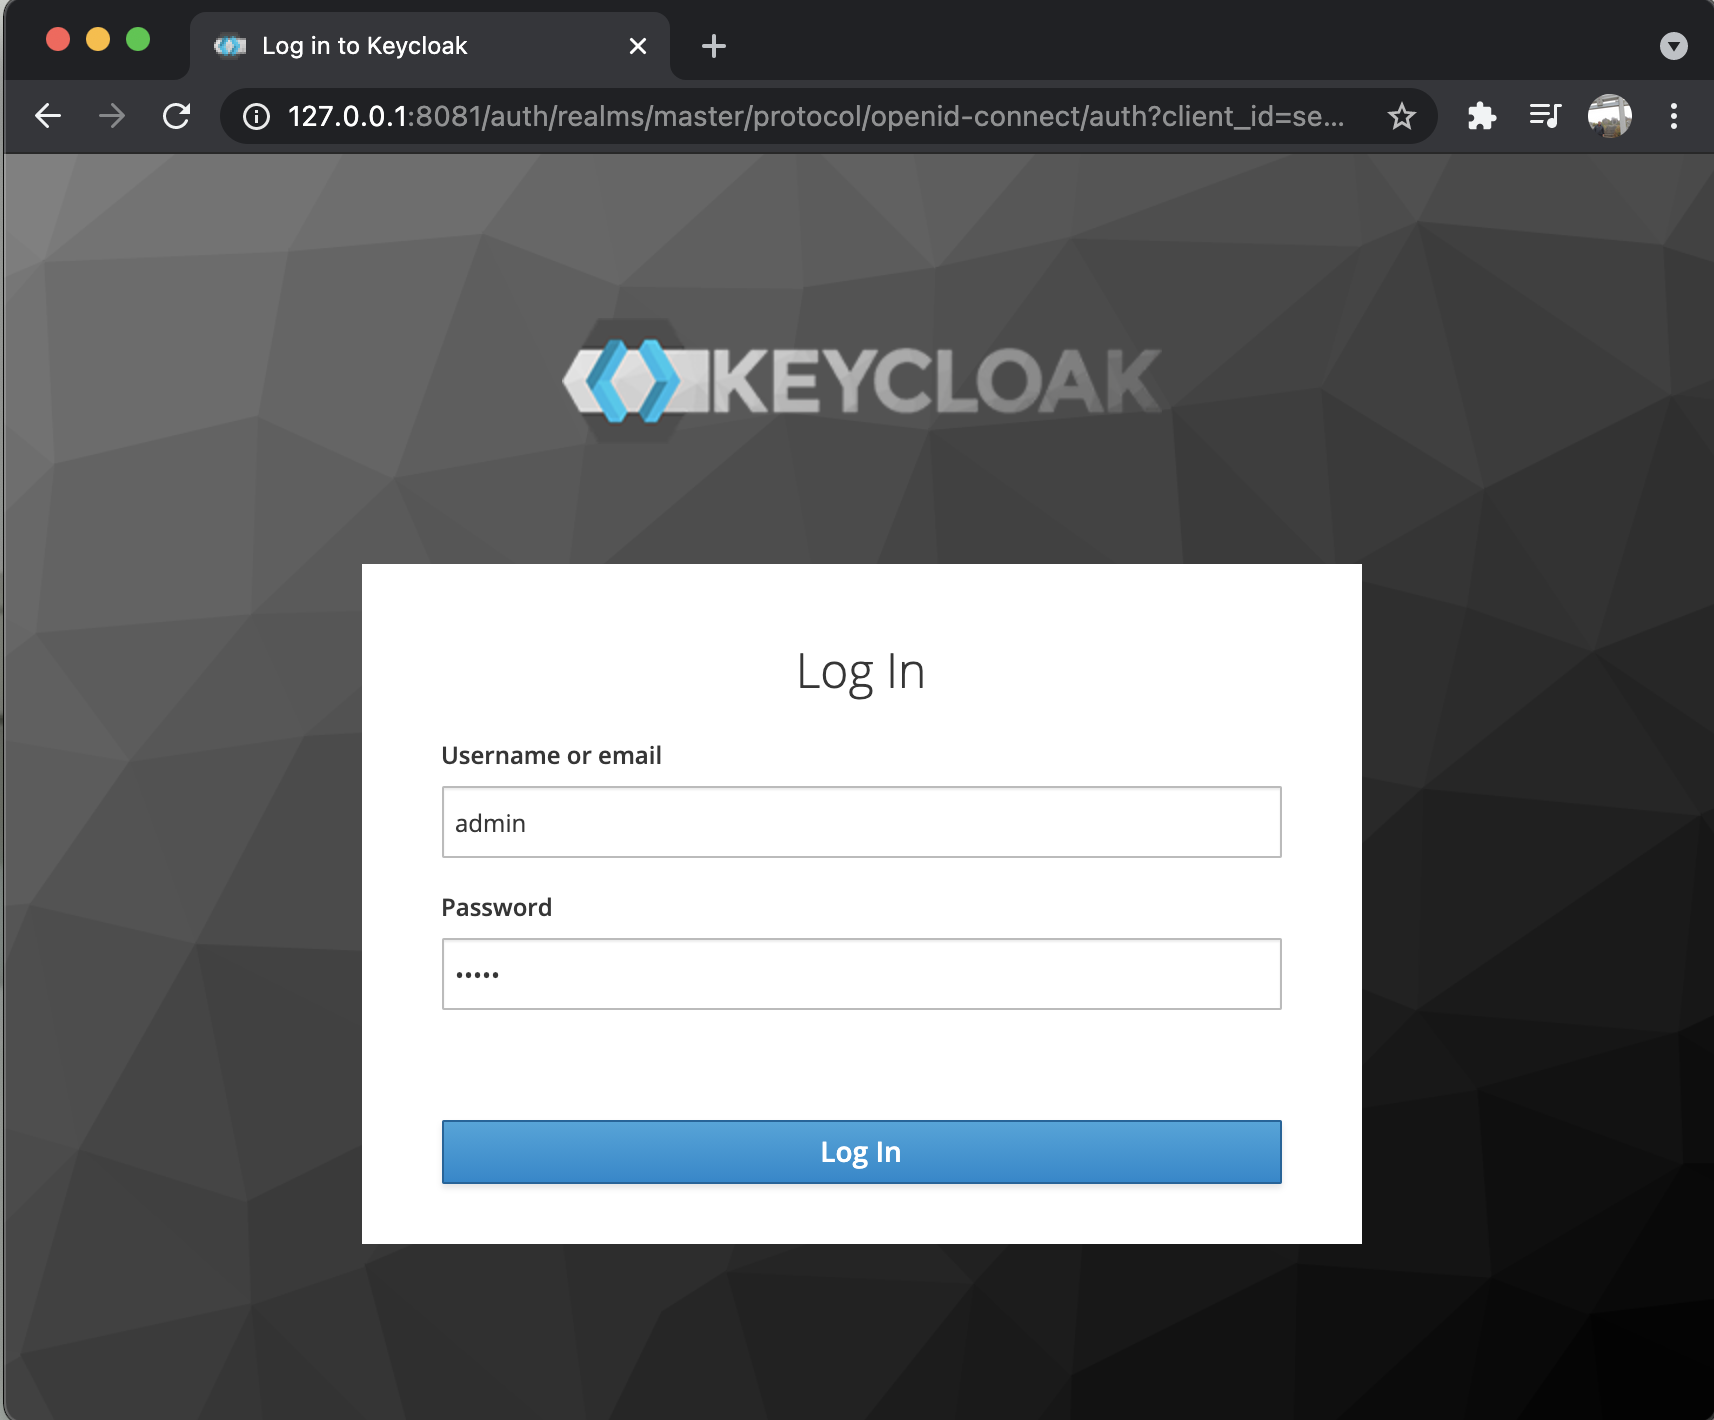 Log in to Keycloak
127.0.0.1:8081/auth/realms/master/protocol/openid-connect/auth?client_id=se...
KEYCLOAK
Log In
Username or email
admin
Password
•••••
Log In